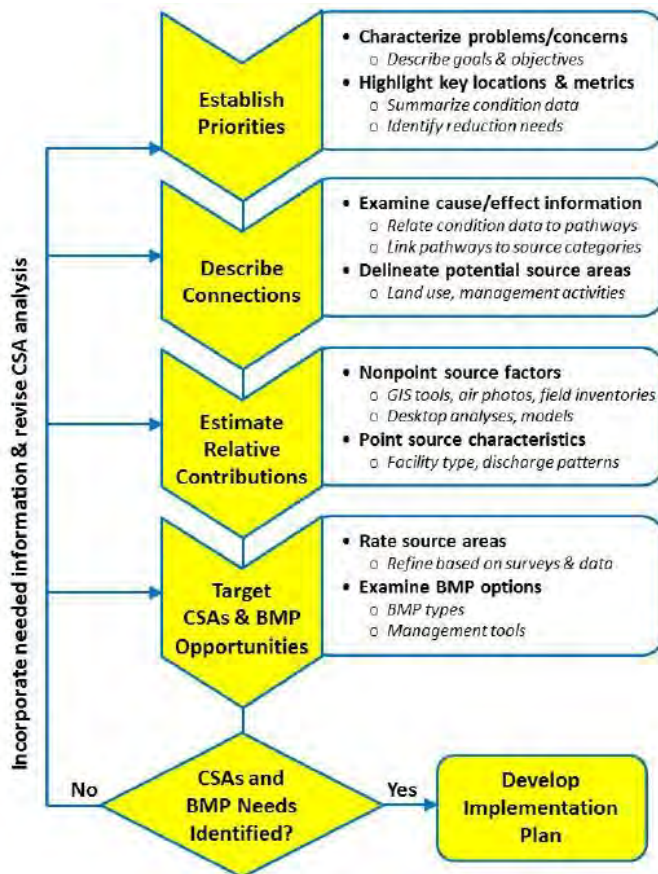 Establish
Priorities
• Characterize problems/concerns
o Describe goals & objectives
• Highlight key locations & metrics
o Summarize condition data
o Identify reduction needs
Describe
Connections
• Examine cause/effect information
o Relate condition data to pathways
o Link pathways to source categories
• Delineate potential source areas
o Land use, management activities
Estimate
Relative
Contributions
• Nonpoint source factors
o GIS tools, air photos, field inventories
o Desktop analyses, models
• Point source characteristics
o Facility type, discharge patterns
Target
CSAs & BMP
Opportunities
• Rate source areas
o Refine based on surveys & data
• Examine BMP options
o BMP types
o Management tools
Incorporate needed information & revise CSA analysis
No
CSAs and
BMP Needs
Identified?
Yes
Develop
Implementation
Plan